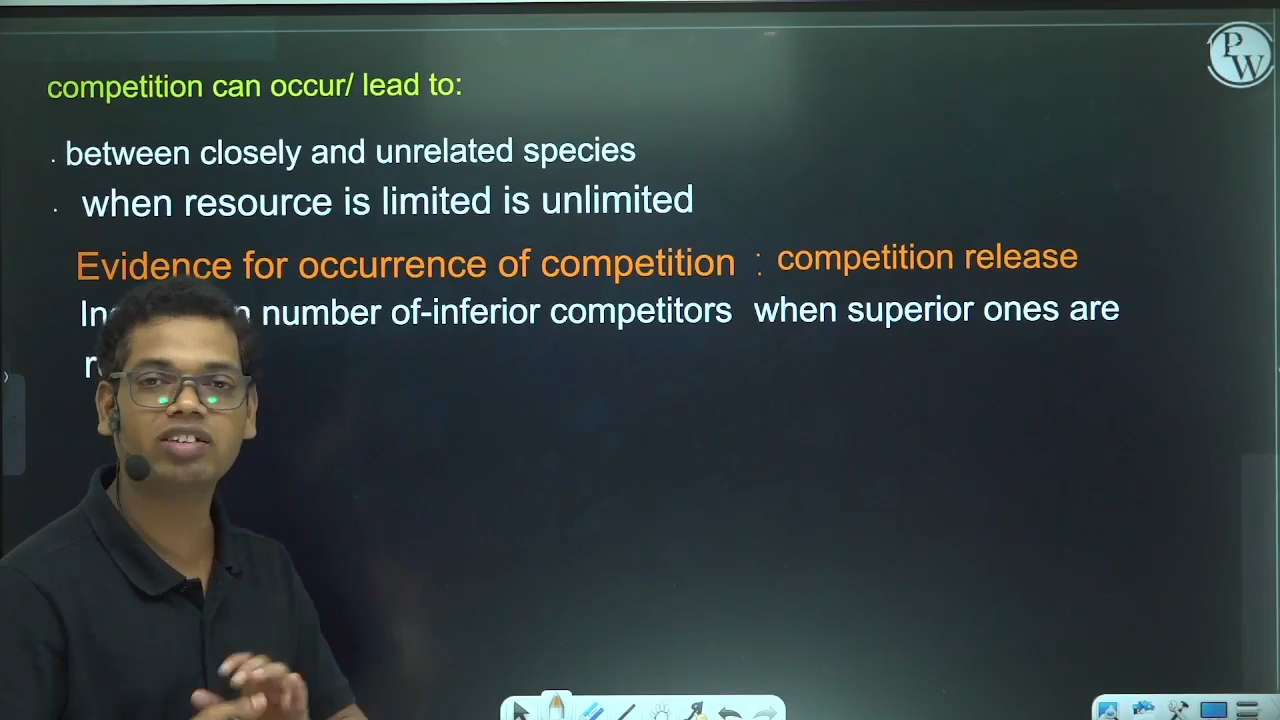 PW
competition can occur/ lead to:
. between closely and unrelated species
. when resource is limited is unlimited
Evidence for occurrence of competition : competition release
number of-inferior competitors when superior ones are